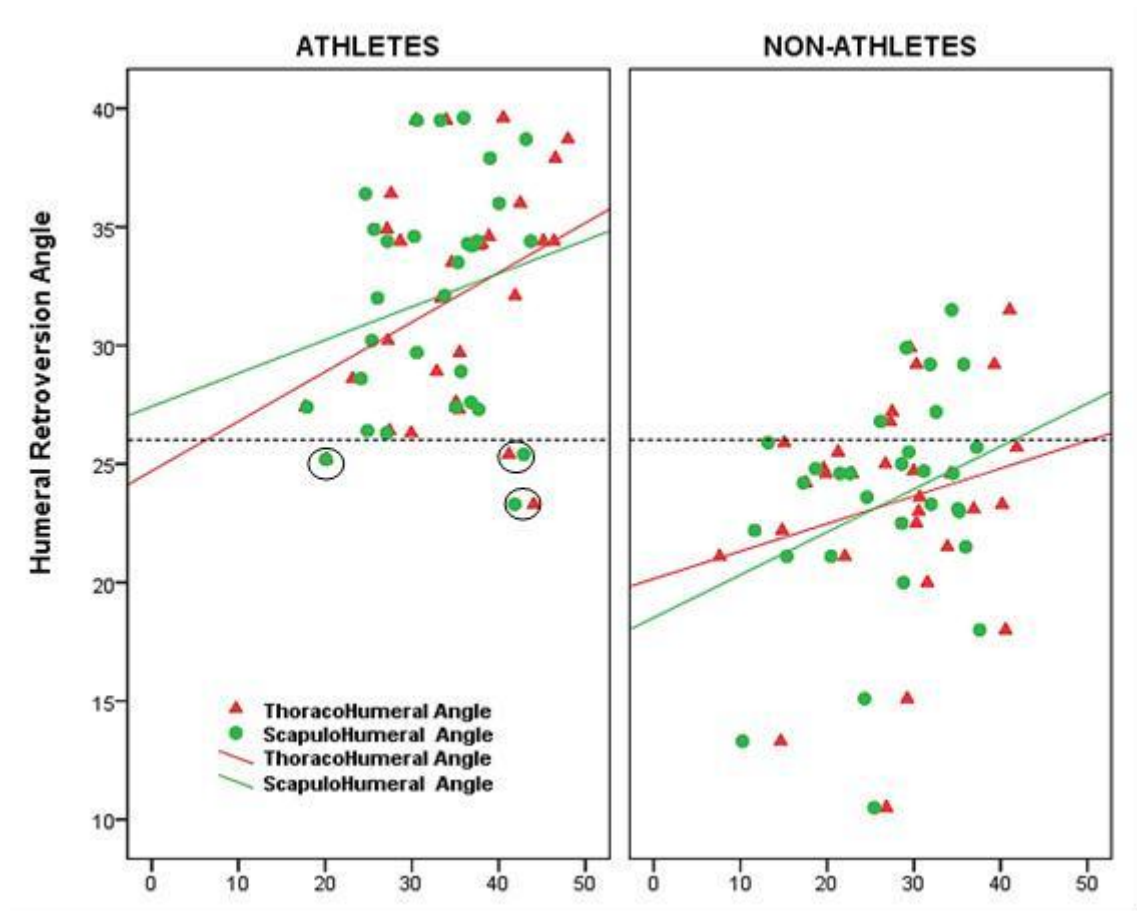 ATHLETES
NON-ATHLETES
Humeral Retroversion Angle
40
35
30
25
20
15
10
ThoracoHumeral Angle
ScapuloHumeral Angle
ThoracoHumeral Angle
ScapuloHumeral Angle
0 10 20 30 40 50
0 10 20 30 40 50